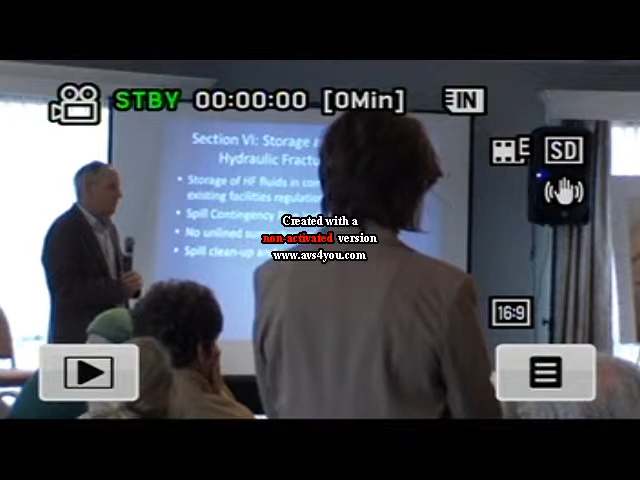 STBY 00:00:00 [0Min] IN
E SD
Section VI: Storage a
Hydraulic Fractu
• Storage of HF fluids in con
existing facilities regulation
• Spill Contingency
• No unlined su
• Spill clean-up an
Created with a
non-activated version
www.avs4you.com
16:9